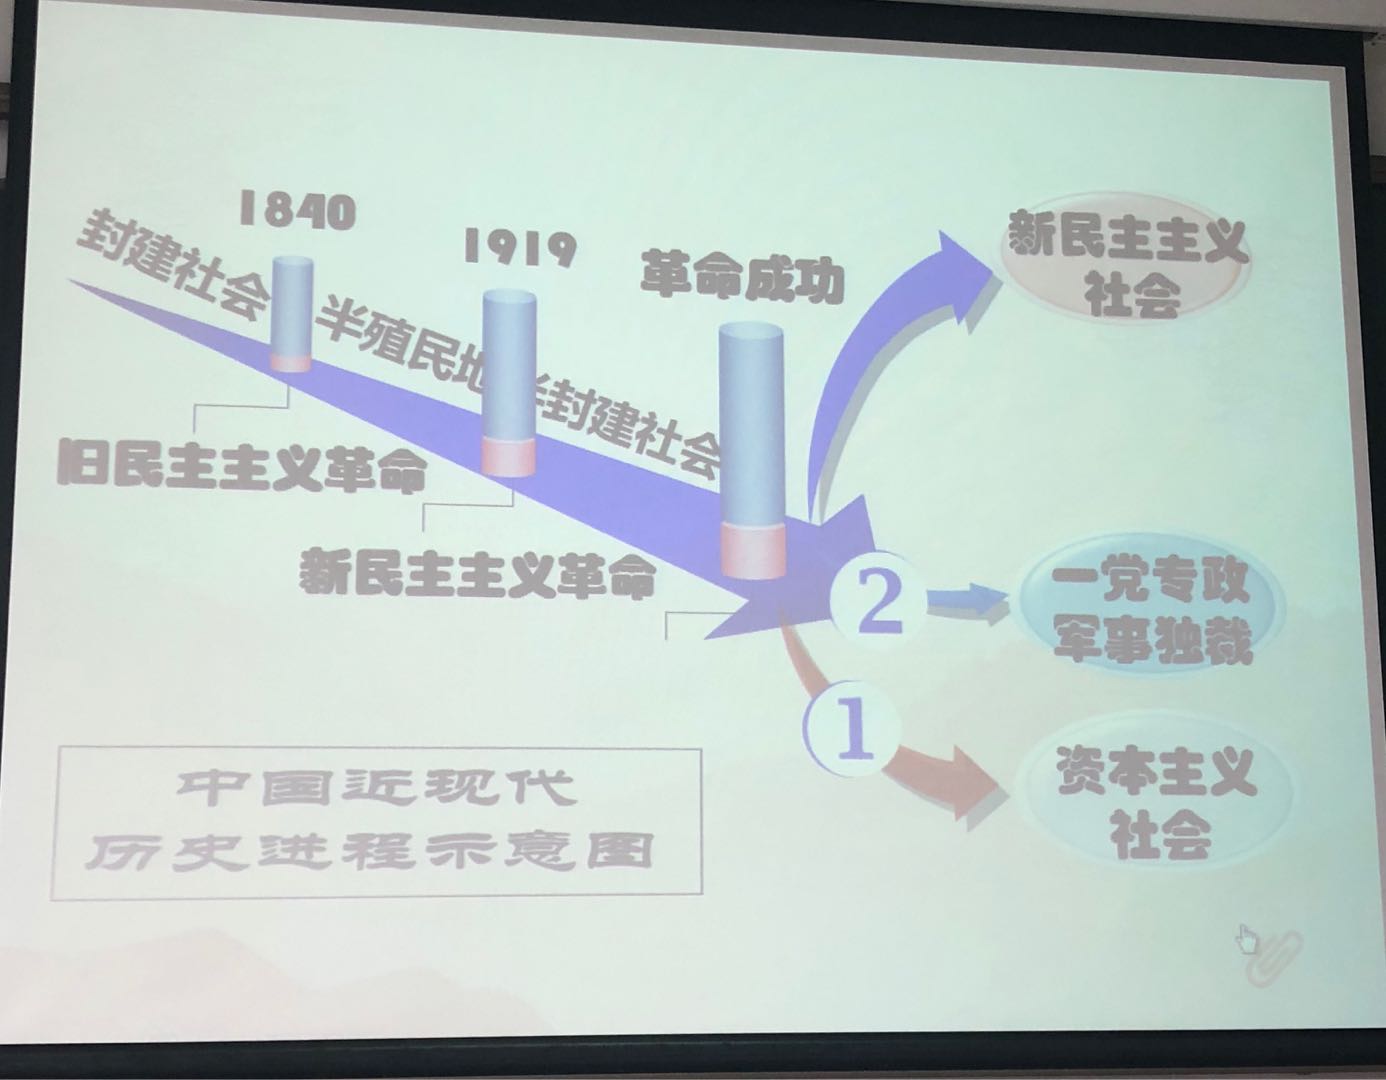 1840
1919
革命成功
封建社会
半殖民地半封建社会
旧民主主义革命
新民主主义革命
新民主主义
社会
2
一党专政
军事独裁
1
资本主义
社会
中国近现代
历史进程示意图